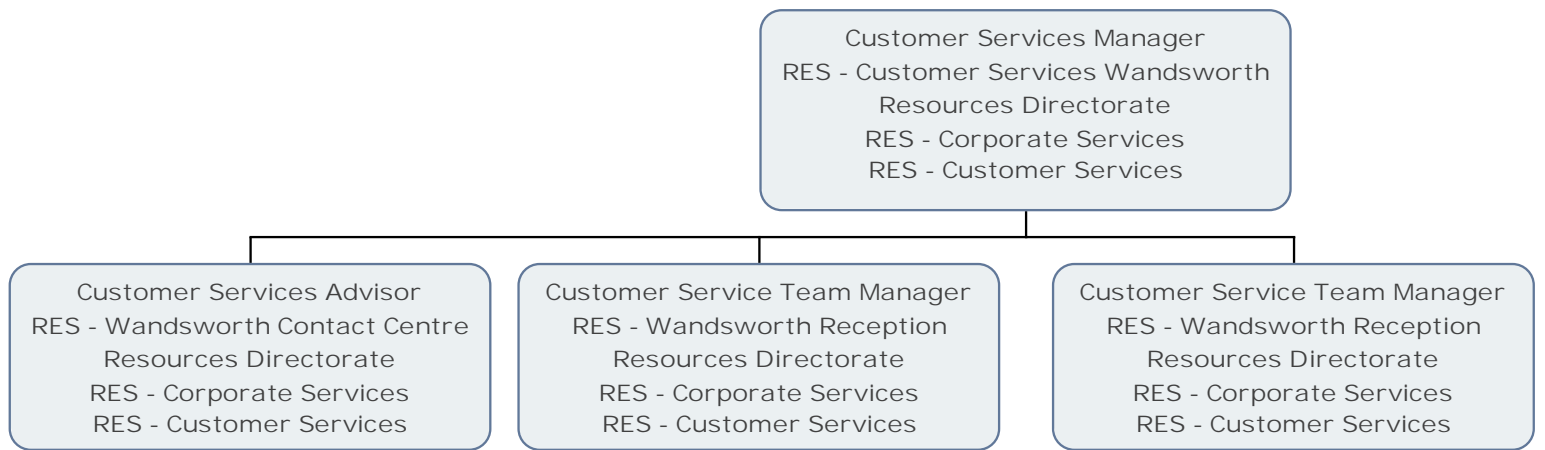 Customer Services Manager
RES - Customer Services Wandsworth
Resources Directorate
RES - Corporate Services
RES - Customer Services
Customer Services Advisor
RES - Wandsworth Contact Centre
Resources Directorate
RES - Corporate Services
RES - Customer Services
Customer Service Team Manager
RES - Wandsworth Reception
Resources Directorate
RES - Corporate Services
RES - Customer Services
Customer Service Team Manager
RES - Wandsworth Reception
Resources Directorate
RES - Corporate Services
RES - Customer Services